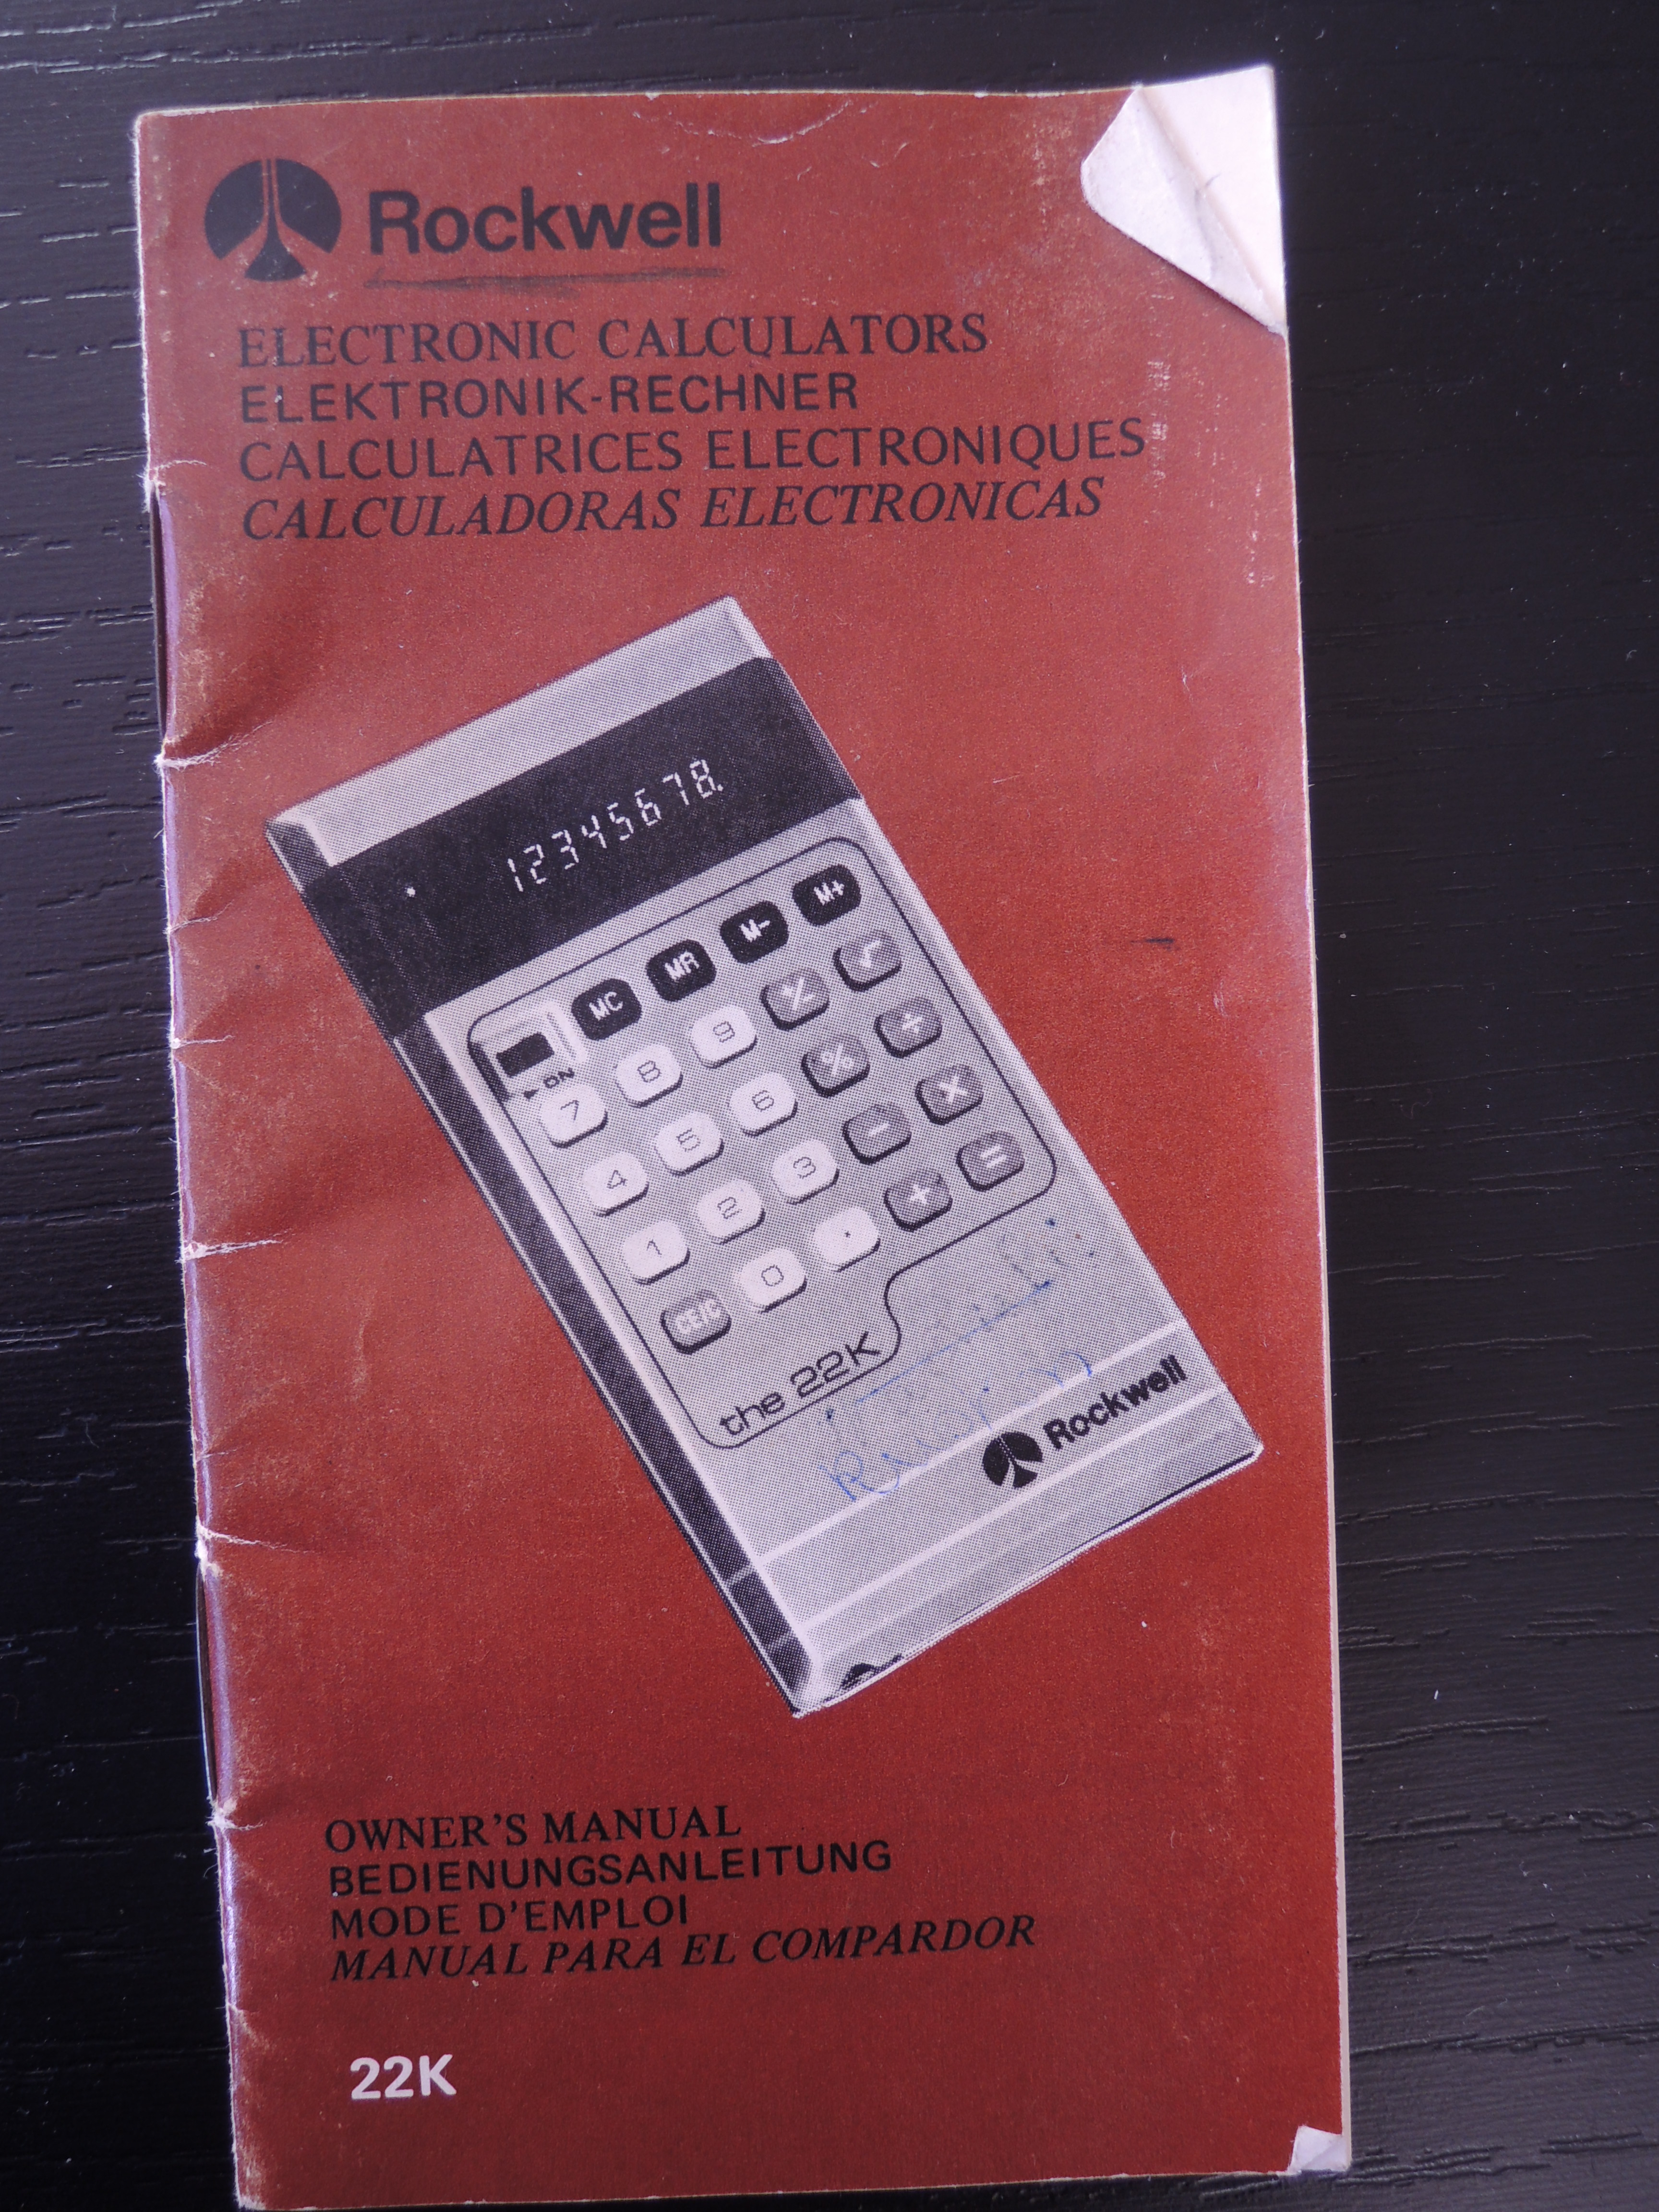 Rockwell
ELECTRONIC CALCULATORS
ELEKTRONIK-RECHNER
CALCULATRICES ELECTRONIQUES
CALCULADORAS ELECTRONICAS
12345678.
MC MR M- M+
ON
7 8 9 ⁺⁄₋ √
4 5 6 % ÷
1 2 3 - ×
CE/C 0 . + =
the 22K
Rockwell
OWNER'S MANUAL
BEDIENUNGSANLEITUNG
MODE D'EMPLOI
MANUAL PARA EL COMPARDOR
22K